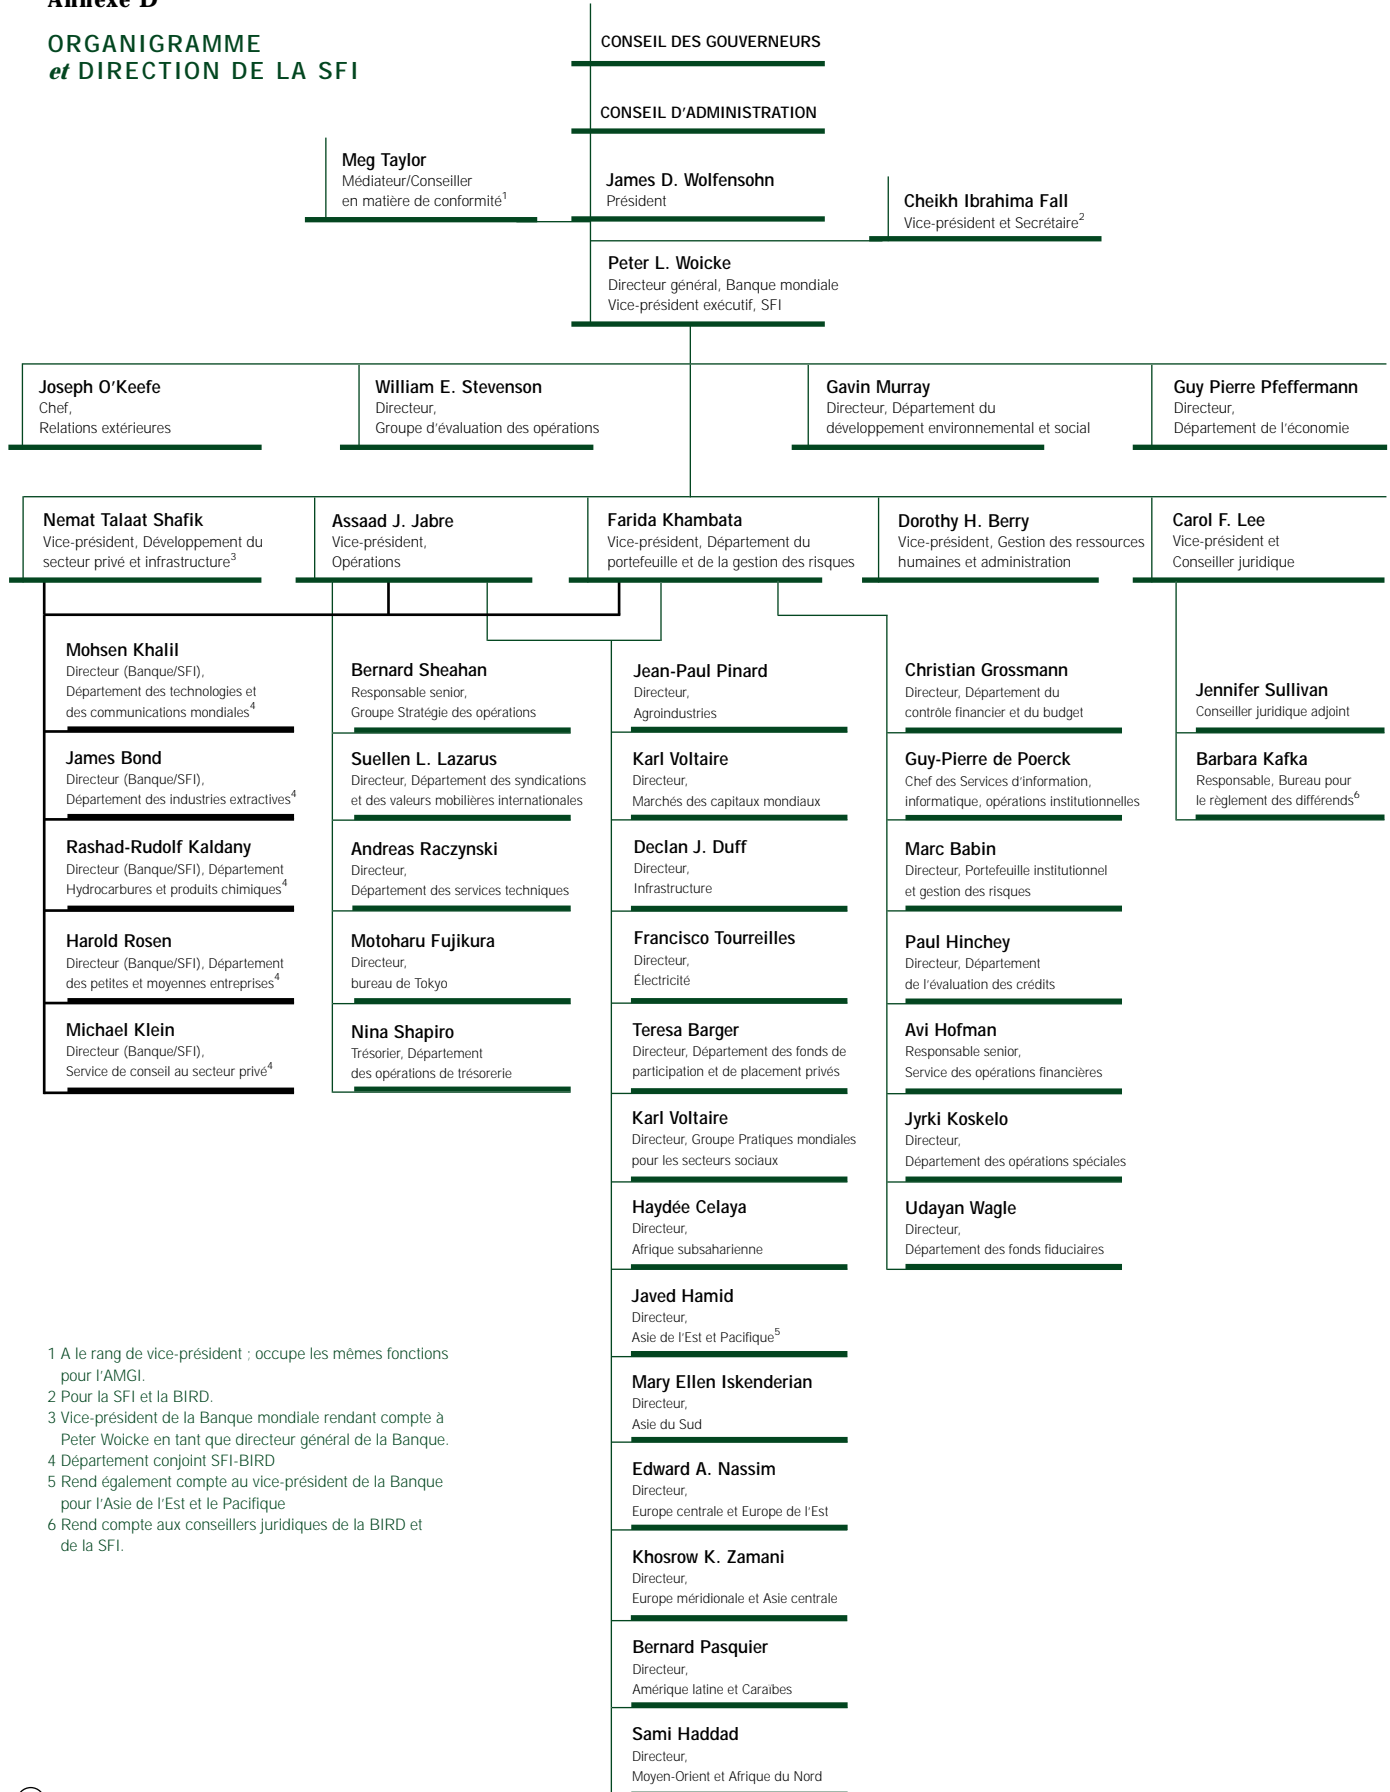 Annexe D
ORGANIGRAMME
et DIRECTION DE LA SFI
CONSEIL DES GOUVERNEURS
CONSEIL D'ADMINISTRATION
Meg Taylor
Médiateur/Conseiller
en matière de conformité1
James D. Wolfensohn
Président
Cheikh Ibrahima Fall
Vice-président et Secrétaire2
Peter L. Woicke
Directeur général, Banque mondiale
Vice-président exécutif, SFI
Joseph O'Keefe
Chef,
Relations extérieures
William E. Stevenson
Directeur,
Groupe d'évaluation des opérations
Gavin Murray
Directeur, Département du
développement environnemental et social
Guy Pierre Pfeffermann
Directeur,
Département de l'économie
Nemat Talaat Shafik
Vice-président, Développement du
secteur privé et infrastructure3
Assaad J. Jabre
Vice-président,
Opérations
Farida Khambata
Vice-président, Département du
portefeuille et de la gestion des risques
Dorothy H. Berry
Vice-président, Gestion des ressources
humaines et administration
Carol F. Lee
Vice-président et
Conseiller juridique
Mohsen Khalil
Directeur (Banque/SFI),
Département des technologies et
des communications mondiales4
James Bond
Directeur (Banque/SFI),
Département des industries extractives4
Rashad-Rudolf Kaldany
Directeur (Banque/SFI), Département
Hydrocarbures et produits chimiques4
Harold Rosen
Directeur (Banque/SFI), Département
des petites et moyennes entreprises4
Michael Klein
Directeur (Banque/SFI),
Service de conseil au secteur privé4
Bernard Sheahan
Responsable senior,
Groupe Stratégie des opérations
Suellen L. Lazarus
Directeur, Département des syndications
et des valeurs mobilières internationales
Andreas Raczynski
Directeur,
Département des services techniques
Motoharu Fujikura
Directeur,
bureau de Tokyo
Nina Shapiro
Trésorier, Département
des opérations de trésorerie
Jean-Paul Pinard
Directeur,
Agroindustries
Karl Voltaire
Directeur,
Marchés des capitaux mondiaux
Declan J. Duff
Directeur,
Infrastructure
Francisco Tourreilles
Directeur,
Électricité
Teresa Barger
Directeur, Département des fonds de
participation et de placement privés
Karl Voltaire
Directeur, Groupe Pratiques mondiales
pour les secteurs sociaux
Haydée Celaya
Directeur,
Afrique subsaharienne
Javed Hamid
Directeur,
Asie de l'Est et Pacifique5
Mary Ellen Iskenderian
Directeur,
Asie du Sud
Edward A. Nassim
Directeur,
Europe centrale et Europe de l'Est
Khosrow K. Zamani
Directeur,
Europe méridionale et Asie centrale
Bernard Pasquier
Directeur,
Amérique latine et Caraïbes
Sami Haddad
Directeur,
Moyen-Orient et Afrique du Nord
Christian Grossmann
Directeur, Département du
contrôle financier et du budget
Guy-Pierre de Poerck
Chef des Services d'information,
informatique, opérations institutionnelles
Marc Babin
Directeur, Portefeuille institutionnel
et gestion des risques
Paul Hinchey
Directeur, Département
de l'évaluation des crédits
Avi Hofman
Responsable senior,
Service des opérations financières
Jyrki Koskelo
Directeur,
Département des opérations spéciales
Udayan Wagle
Directeur,
Département des fonds fiduciaires
Jennifer Sullivan
Conseiller juridique adjoint
Barbara Kafka
Responsable, Bureau pour
le règlement des différends6
1 A le rang de vice-président ; occupe les mêmes fonctions
pour l'AMGI.
2 Pour la SFI et la BIRD.
3 Vice-président de la Banque mondiale rendant compte à
Peter Woicke en tant que directeur général de la Banque.
4 Département conjoint SFI-BIRD
5 Rend également compte au vice-président de la Banque
pour l'Asie de l'Est et le Pacifique
6 Rend compte aux conseillers juridiques de la BIRD et
de la SFI.